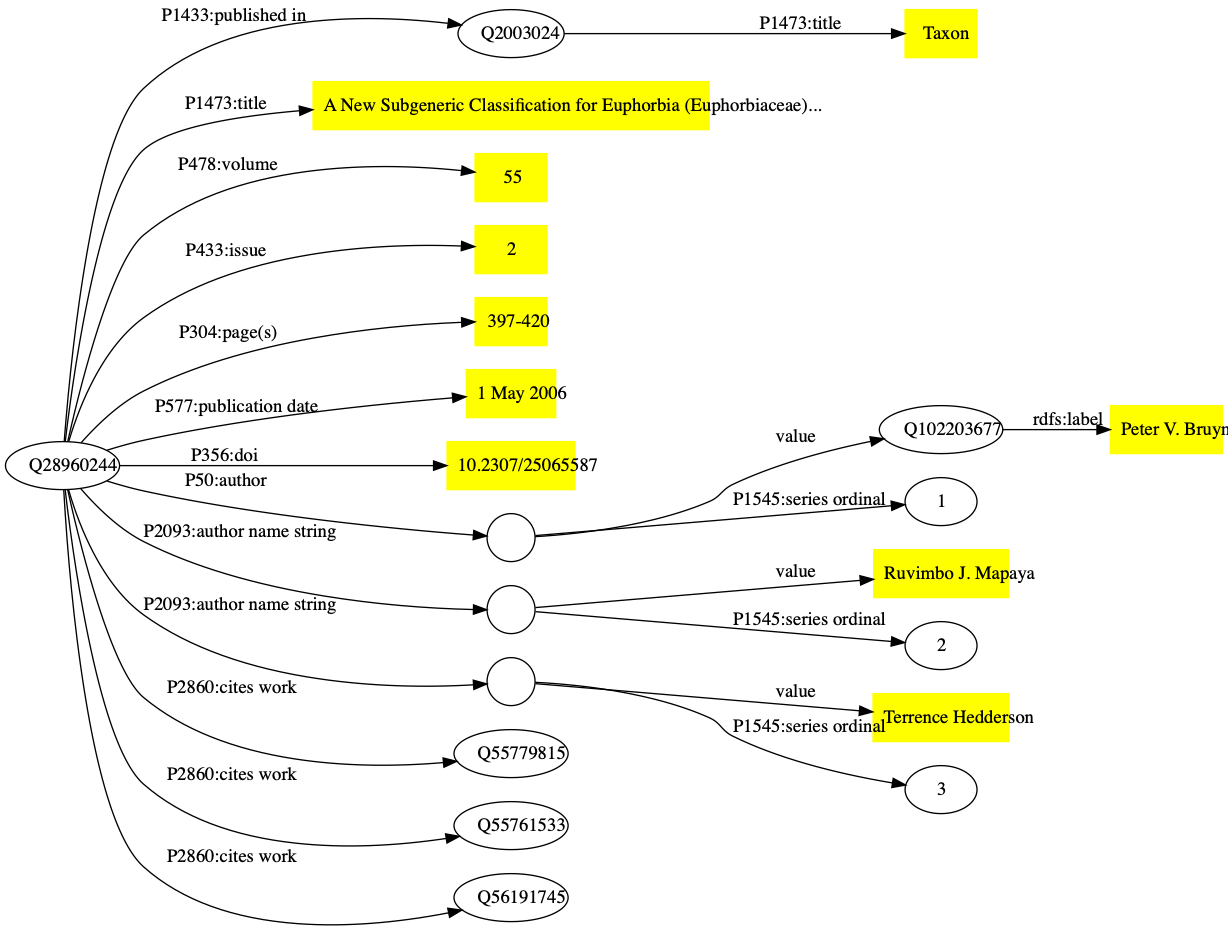 P1433:published in
Q2003024
P1473:title
Taxon
P1473:title
A New Subgeneric Classification for Euphorbia (Euphorbiaceae)...
P478:volume
55
P433:issue
2
P304:page(s)
397-420
P577:publication date
1 May 2006
Q28960244
P356:doi
10.2307/25065587
P50:author
value
Q102203677
rdfs:label
Peter V. Bruyn
P1545:series ordinal
1
P2093:author name string
value
Ruvimbo J. Mapaya
P1545:series ordinal
2
P2093:author name string
value
Terrence Hedderson
P1545:series ordinal
3
P2860:cites work
Q55779815
P2860:cites work
Q55761533
P2860:cites work
Q56191745